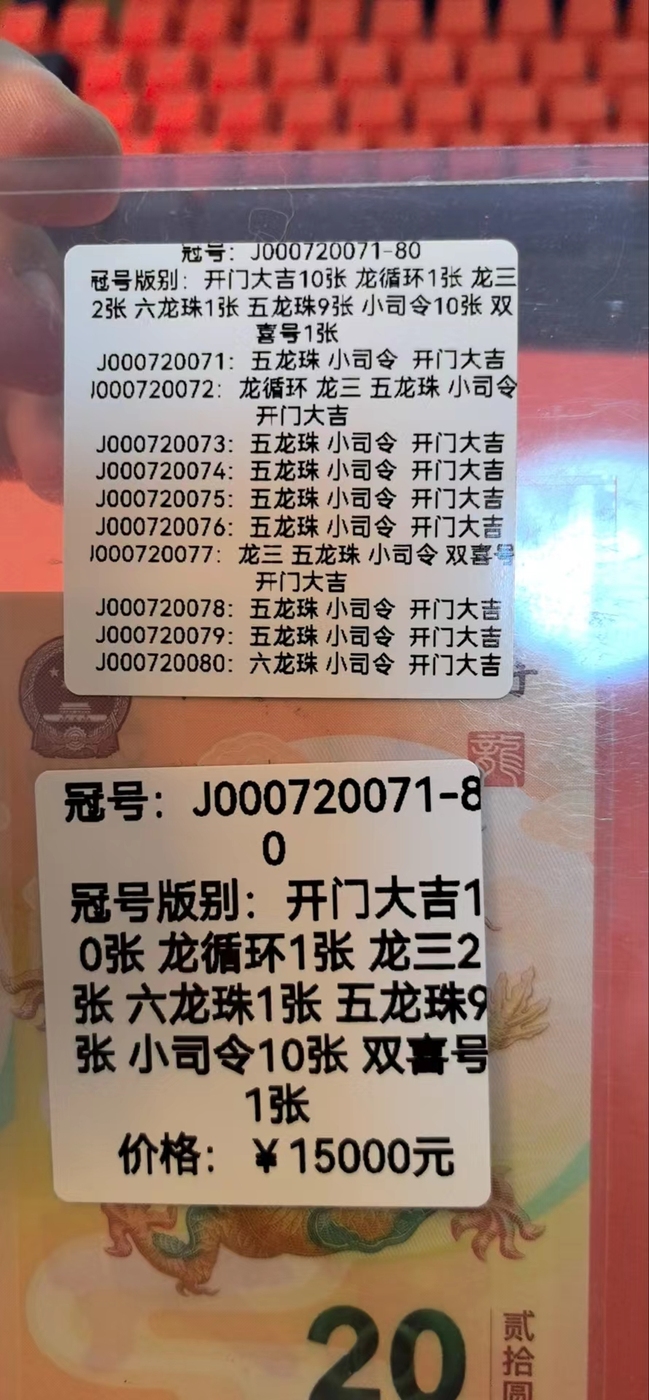 冠号：J000720071-80
冠号版别：开门大吉10张 龙循环1张 龙三
2张 六龙珠1张 五龙珠9张 小司令10张 双
喜号1张
J000720071：五龙珠 小司令 开门大吉
J000720072：龙循环 龙三 五龙珠 小司令
开门大吉
J000720073：五龙珠 小司令 开门大吉
J000720074：五龙珠 小司令 开门大吉
J000720075：五龙珠 小司令 开门大吉
J000720076：五龙珠 小司令 开门大吉
J000720077：龙三 五龙珠 小司令 双喜号
开门大吉
J000720078：五龙珠 小司令 开门大吉
J000720079：五龙珠 小司令 开门大吉
J000720080：六龙珠 小司令 开门大吉
龍
冠号：J000720071-8
0
冠号版别：开门大吉1
0张 龙循环1张 龙三2
张 六龙珠1张 五龙珠9
张 小司令10张 双喜号
1张
价格：￥15000元
20
贰拾圆